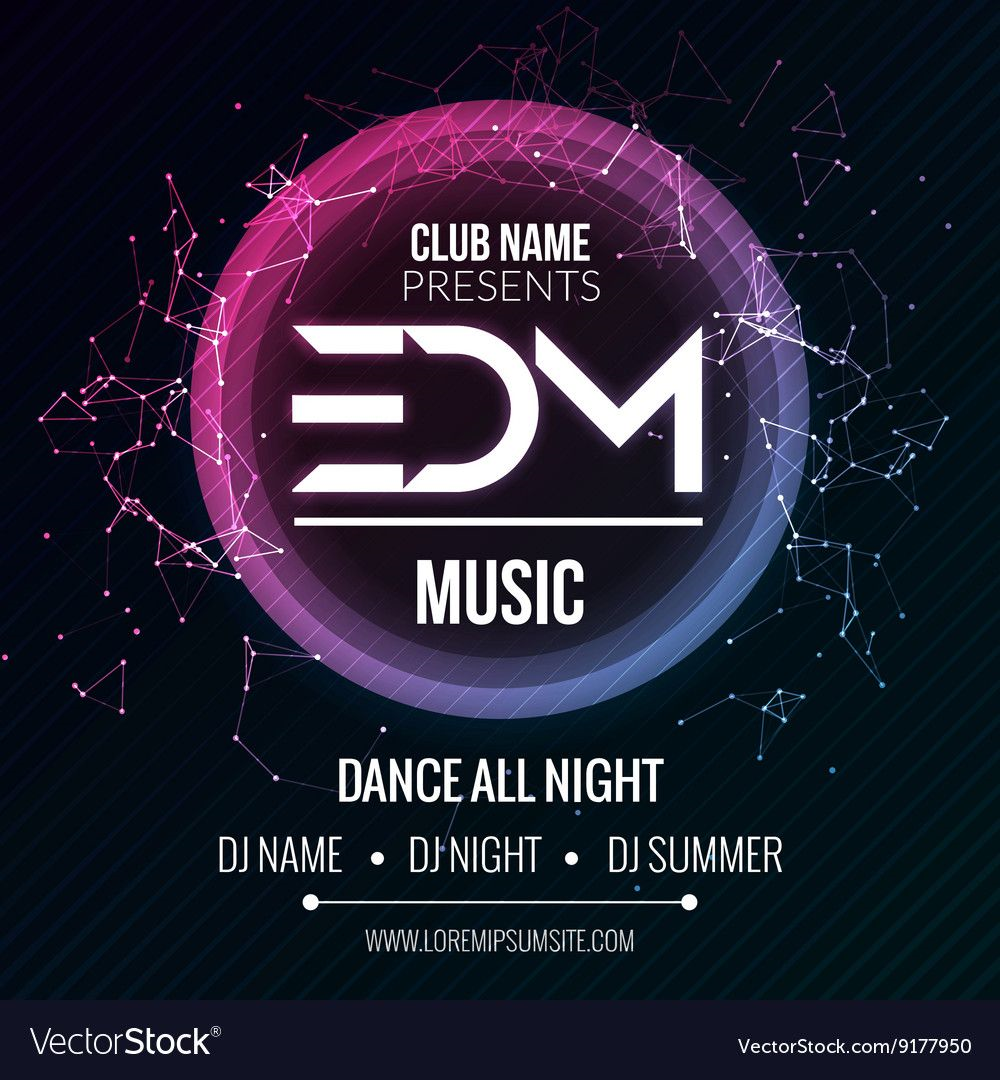 CLUB NAME
PRESENTS
EDM
MUSIC
DANCE ALL NIGHT
DJ NAME • DJ NIGHT • DJ SUMMER
WWW.LOREMIPSUMSITE.COM
VectorStock®
VectorStock.com/9177950